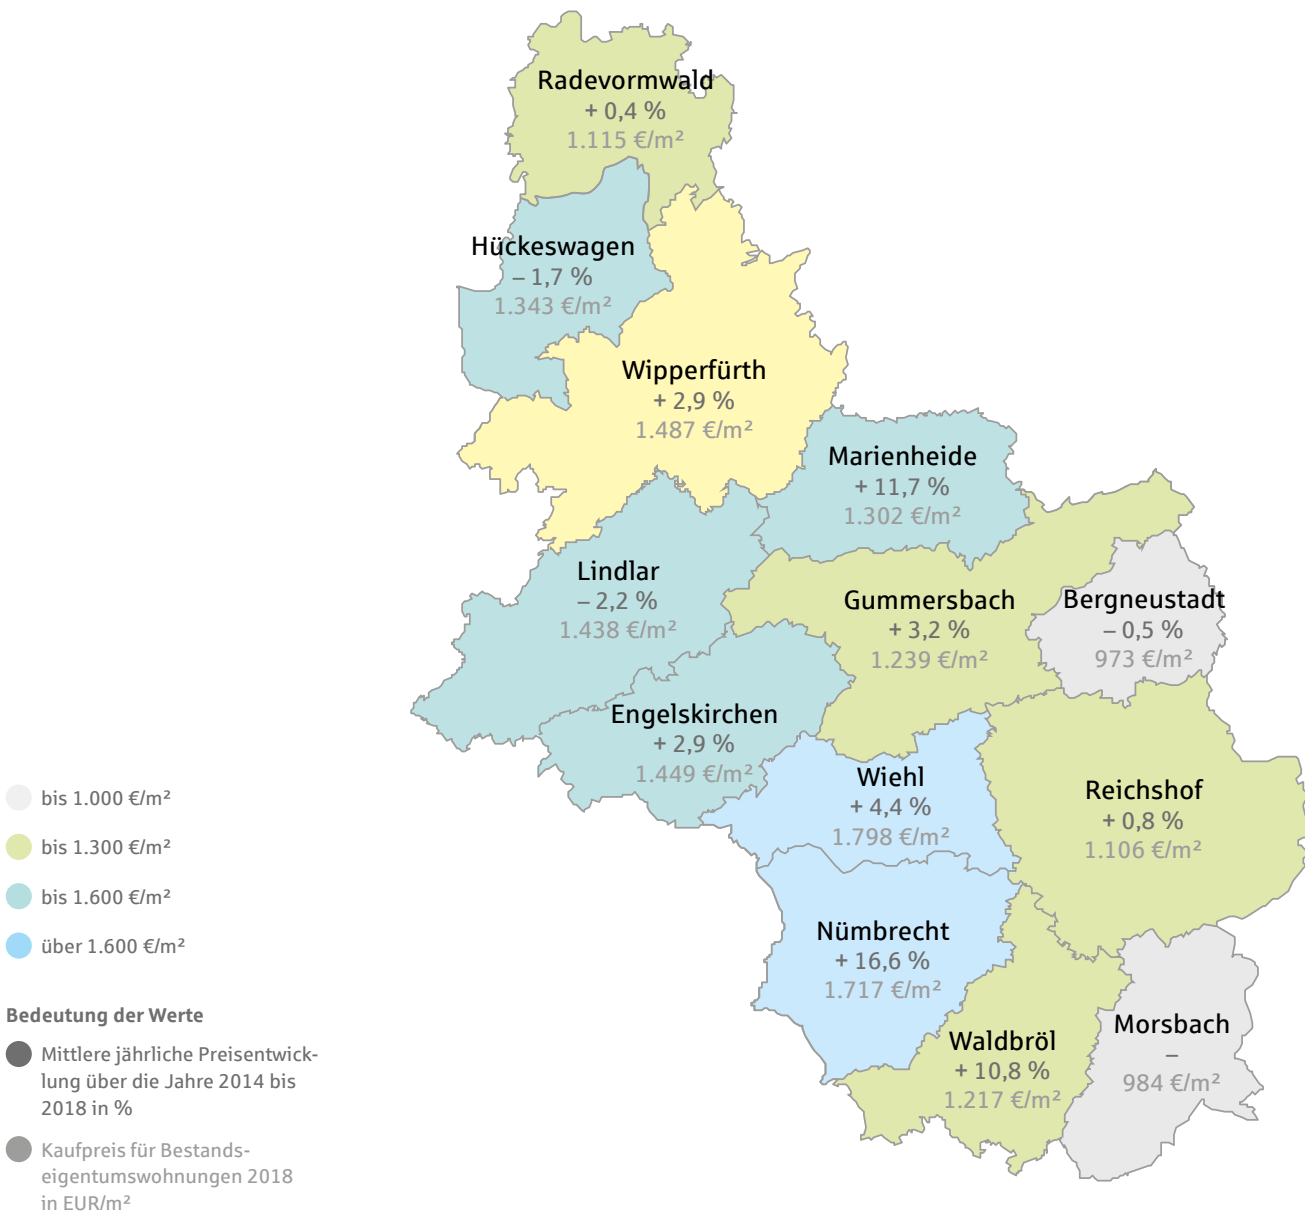 Radevormwald
+ 0,4 %
1.115 €/m²
Hückeswagen
– 1,7 %
1.343 €/m²
Wipperfürth
+ 2,9 %
1.487 €/m²
Marienheide
+ 11,7 %
1.302 €/m²
Lindlar
– 2,2 %
1.438 €/m²
Gummersbach
+ 3,2 %
1.239 €/m²
Bergneustadt
– 0,5 %
973 €/m²
Engelskirchen
+ 2,9 %
1.449 €/m²
Wiehl
+ 4,4 %
1.798 €/m²
Reichshof
+ 0,8 %
1.106 €/m²
Nümbrecht
+ 16,6 %
1.717 €/m²
Waldbröl
+ 10,8 %
1.217 €/m²
Morsbach
–
984 €/m²
bis 1.000 €/m²
bis 1.300 €/m²
bis 1.600 €/m²
über 1.600 €/m²
Bedeutung der Werte
Mittlere jährliche Preisentwick-
lung über die Jahre 2014 bis
2018 in %
Kaufpreis für Bestands-
eigentumswohnungen 2018
in EUR/m²